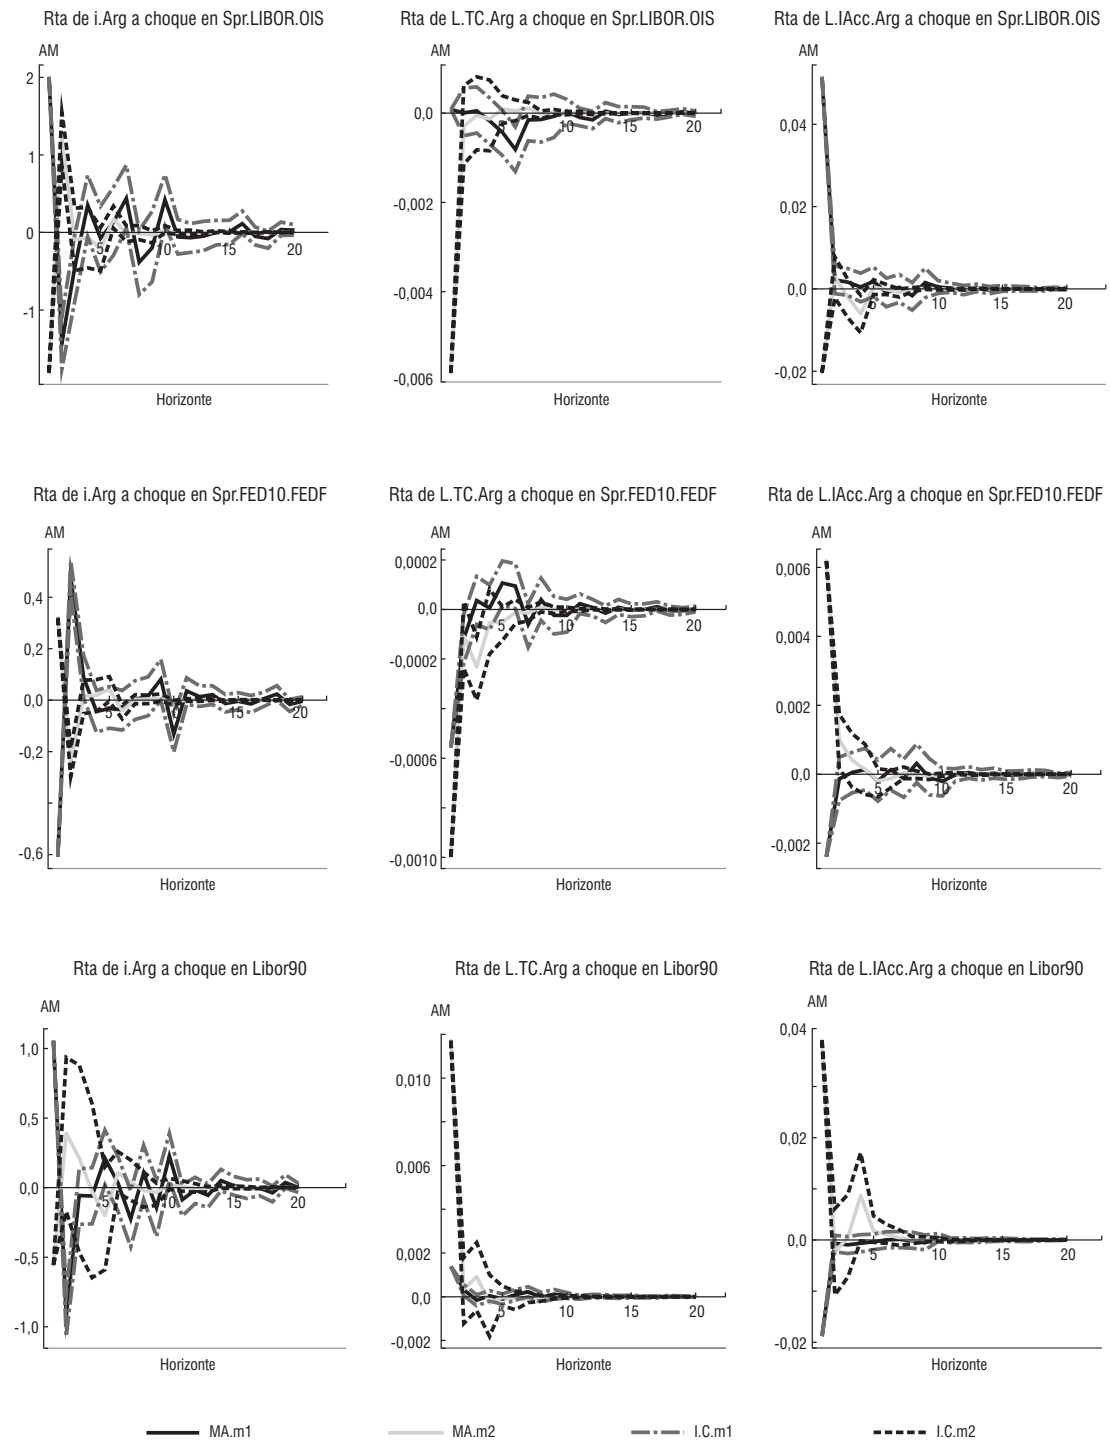 Rta de i.Arg a choque en Spr.LIBOR.OIS
AM
2
1
0
-1
5
10
15
20
Horizonte
Rta de L.TC.Arg a choque en Spr.LIBOR.OIS
AM
0,0
-0,002
-0,004
-0,006
5
10
15
20
Horizonte
Rta de L.IAcc.Arg a choque en Spr.LIBOR.OIS
AM
0,04
0,02
0,0
-0,02
5
10
15
20
Horizonte
Rta de i.Arg a choque en Spr.FED10.FEDF
AM
0,4
0,2
0,0
-0,2
-0,6
5
10
15
20
Horizonte
Rta de L.TC.Arg a choque en Spr.FED10.FEDF
AM
0,0002
0,0
-0,0002
-0,0006
-0,0010
5
10
15
20
Horizonte
Rta de L.IAcc.Arg a choque en Spr.FED10.FEDF
AM
0,006
0,004
0,002
0,0
-0,002
5
10
15
20
Horizonte
Rta de i.Arg a choque en Libor90
AM
1,0
0,5
0,0
-0,5
-1,0
5
10
15
20
Horizonte
Rta de L.TC.Arg a choque en Libor90
AM
0,010
0,006
0,002
0,0
-0,002
5
10
15
20
Horizonte
Rta de L.IAcc.Arg a choque en Libor90
AM
0,04
0,02
0,0
-0,02
5
10
15
20
Horizonte
MA.m1 MA.m2 I.C.m1 I.C.m2